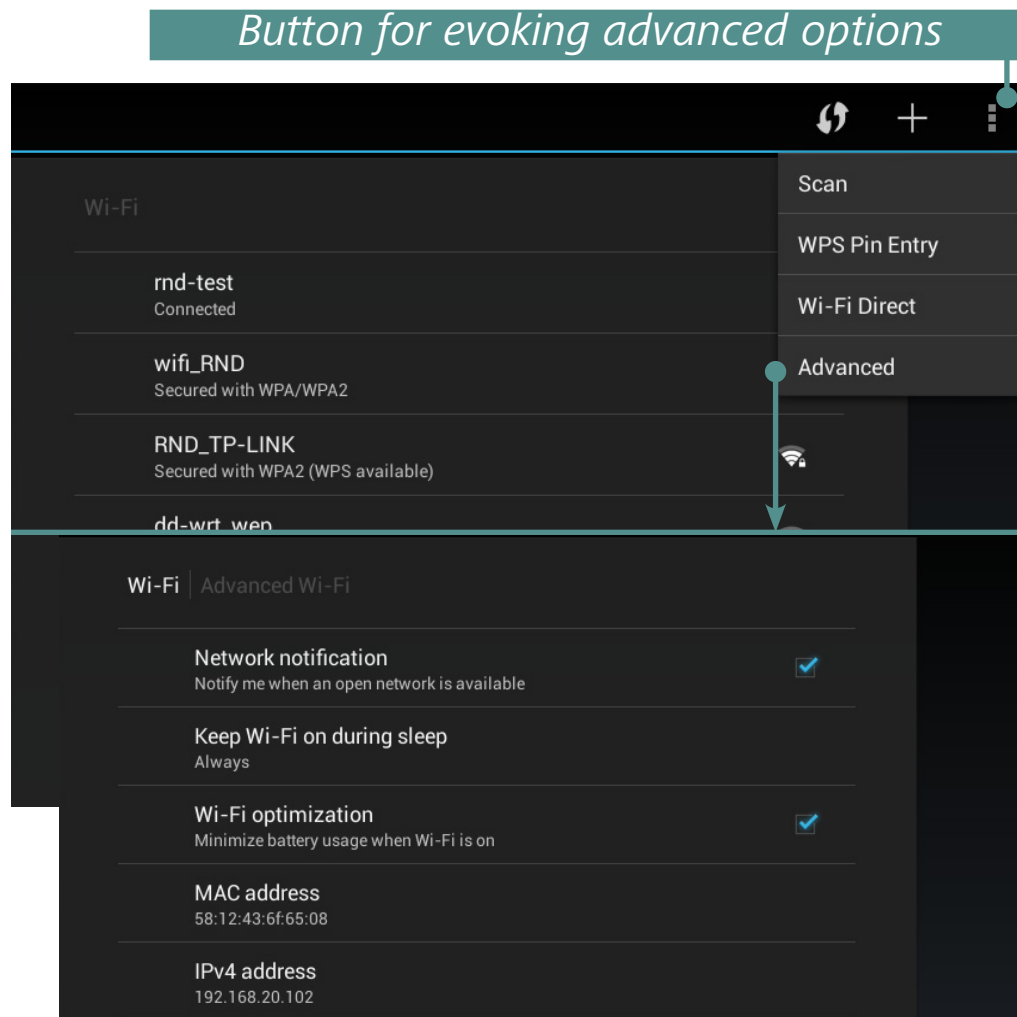 Button for evoking advanced options
Scan
Wi-Fi
WPS Pin Entry
rnd-test
Connected
Wi-Fi Direct
wifi_RND
Secured with WPA/WPA2
Advanced
RND_TP-LINK
Secured with WPA2 (WPS available)
dd-wrt_wep
Wi-Fi | Advanced Wi-Fi
Network notification
Notify me when an open network is available
Keep Wi-Fi on during sleep
Always
Wi-Fi optimization
Minimize battery usage when Wi-Fi is on
MAC address
58:12:43:6f:65:08
IPv4 address
192.168.20.102